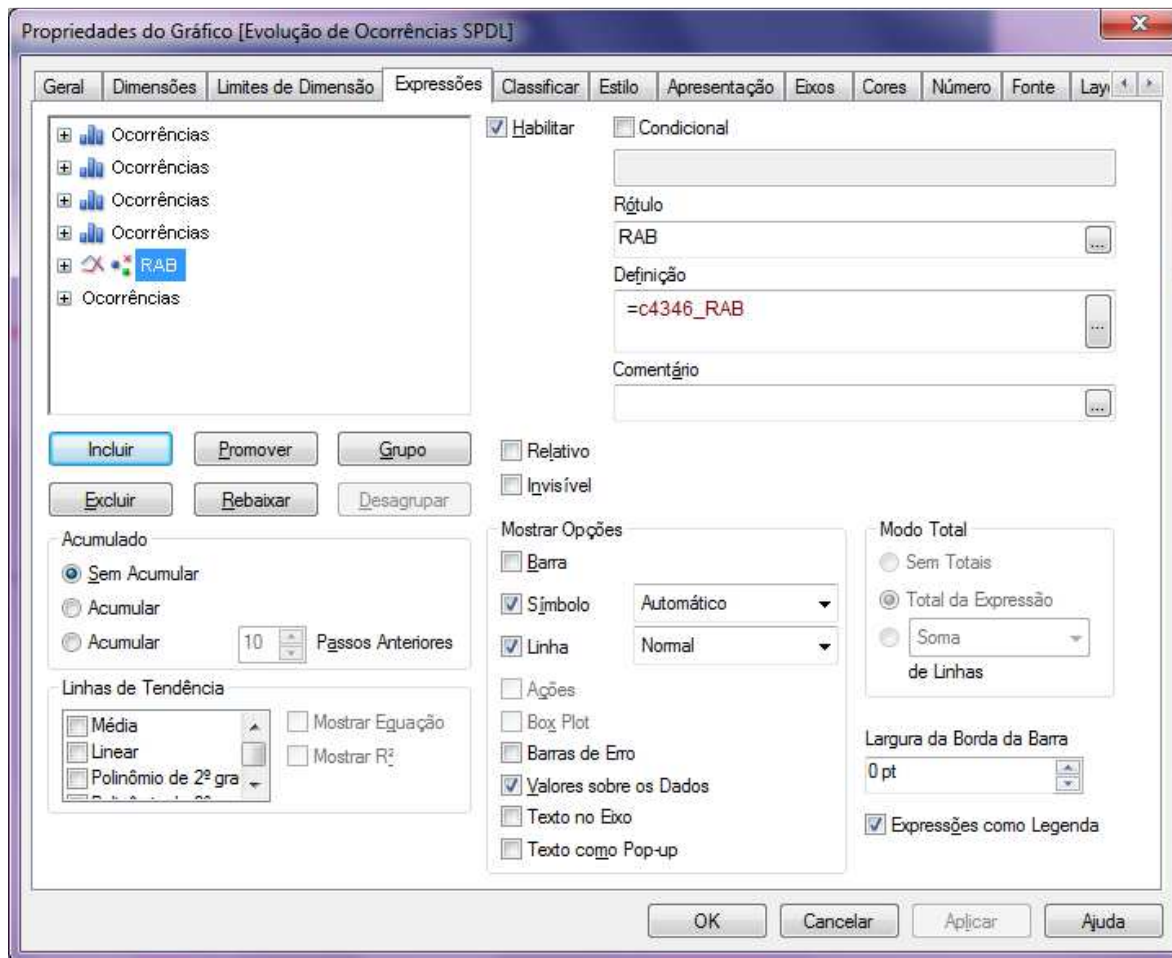 Propriedades do Gráfico [Evolução de Ocorrências SPDL]
Geral Dimensões Limites de Dimensão Expressões Classificar Estilo Apresentação Eixos Cores Número Fonte Lay
Ocorrências
Ocorrências
Ocorrências
Ocorrências
RAB
Ocorrências
Habilitar
Condicional
Rótulo
RAB
...
Definição
=c4346_RAB
...
Comentário
...
Incluir Promover Grupo
Excluir Rebaixar Desagrupar
Relativo
Invisível
Acumulado
Sem Acumular
Acumular
Acumular 10 Passos Anteriores
Linhas de Tendência
Média
Linear
Polinômio de 2º gra
Mostrar Equação
Mostrar R²
Mostrar Opções
Barra
Símbolo Automático
Linha Normal
Ações
Box Plot
Barras de Erro
Valores sobre os Dados
Texto no Eixo
Texto como Pop-up
Modo Total
Sem Totais
Total da Expressão
Soma
de Linhas
Largura da Borda da Barra
0 pt
Expressões como Legenda
OK Cancelar Aplicar Ajuda